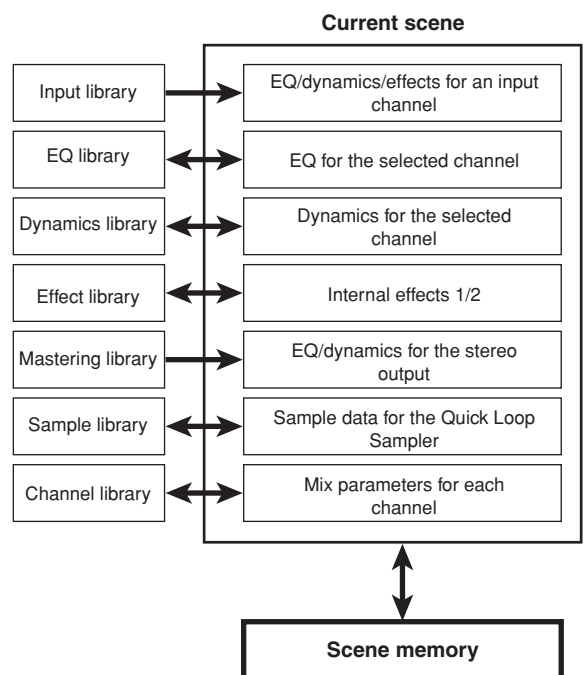 Current scene
Input library
EQ/dynamics/effects for an input
channel
EQ library
EQ for the selected channel
Dynamics library
Dynamics for the selected
channel
Effect library
Internal effects 1/2
Mastering library
EQ/dynamics for the stereo
output
Sample library
Sample data for the Quick Loop
Sampler
Channel library
Mix parameters for each
channel
Scene memory